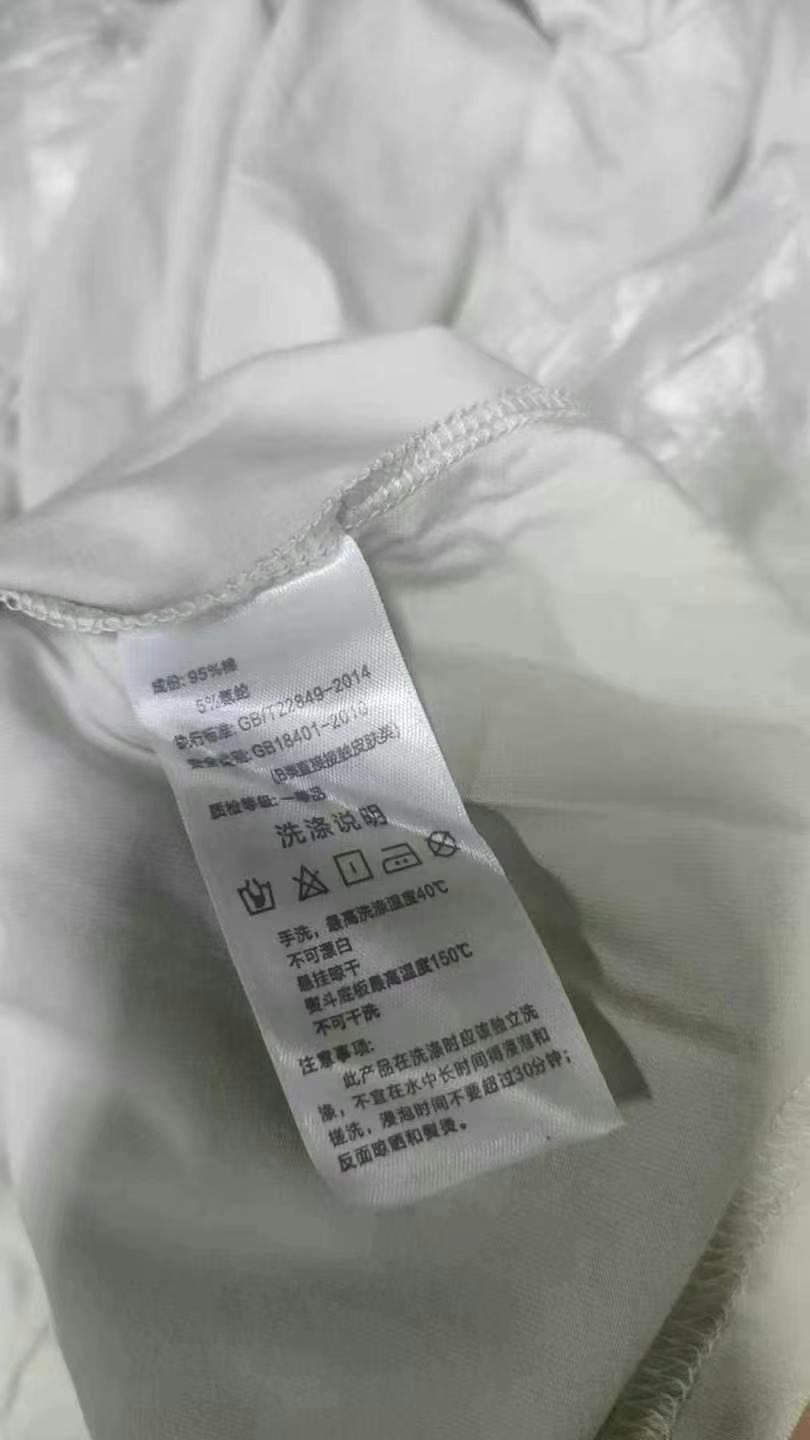 成份: 95%棉
5%氨纶
执行标准: GB/T22849-2014
安全类别: GB18401-2010
(B类直接接触皮肤类)
质检等级: 一等品
洗涤说明
手洗，最高洗涤温度40℃
不可漂白
悬挂晾干
熨斗底板最高温度150℃
不可干洗
注意事项:
此产品在洗涤时应该独立洗
涤，不宜在水中长时间得浸泡和
搓洗，浸泡时间不要超过30分钟；
反面晾晒和熨烫。